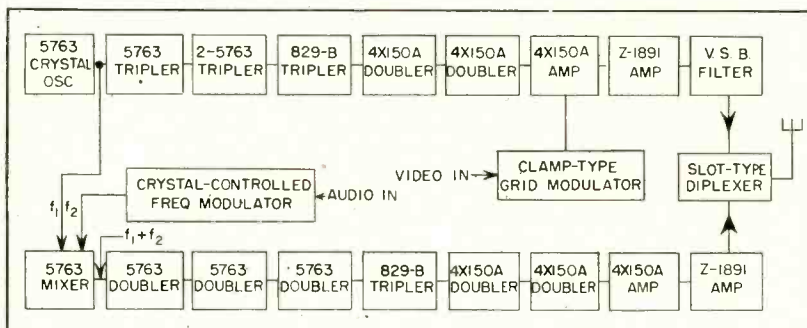 5763
CRYSTAL
OSC
5763
TRIPLER
2-5763
TRIPLER
829-B
TRIPLER
4X150A
DOUBLER
4X150A
DOUBLER
4X150A
AMP
Z-1891
AMP
V. S. B.
FILTER
VIDEO IN
CLAMP-TYPE
GRID MODULATOR
SLOT-TYPE
DIPLEXER
CRYSTAL-CONTROLLED
FREQ MODULATOR
AUDIO IN
f1 f2
f1+f2
5763
MIXER
5763
DOUBLER
5763
DOUBLER
5763
DOUBLER
829-B
TRIPLER
4X150A
DOUBLER
4X150A
DOUBLER
4X150A
AMP
Z-1891
AMP